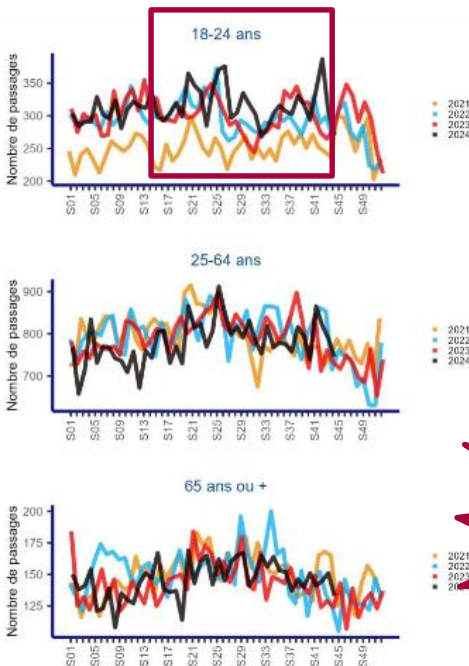 18-24 ans
Nombre de passages
350
300
250
200
S01
S05
S09
S13
S17
S21
S25
S29
S33
S37
S41
S45
S49
2021
2022
2023
2024
25-64 ans
Nombre de passages
900
800
700
S01
S05
S09
S13
S17
S21
S25
S29
S33
S37
S41
S45
S49
2021
2022
2023
2024
65 ans ou +
Nombre de passages
200
175
150
125
S01
S05
S09
S13
S17
S21
S25
S29
S33
S37
S41
S45
S49
2021
2022
2023